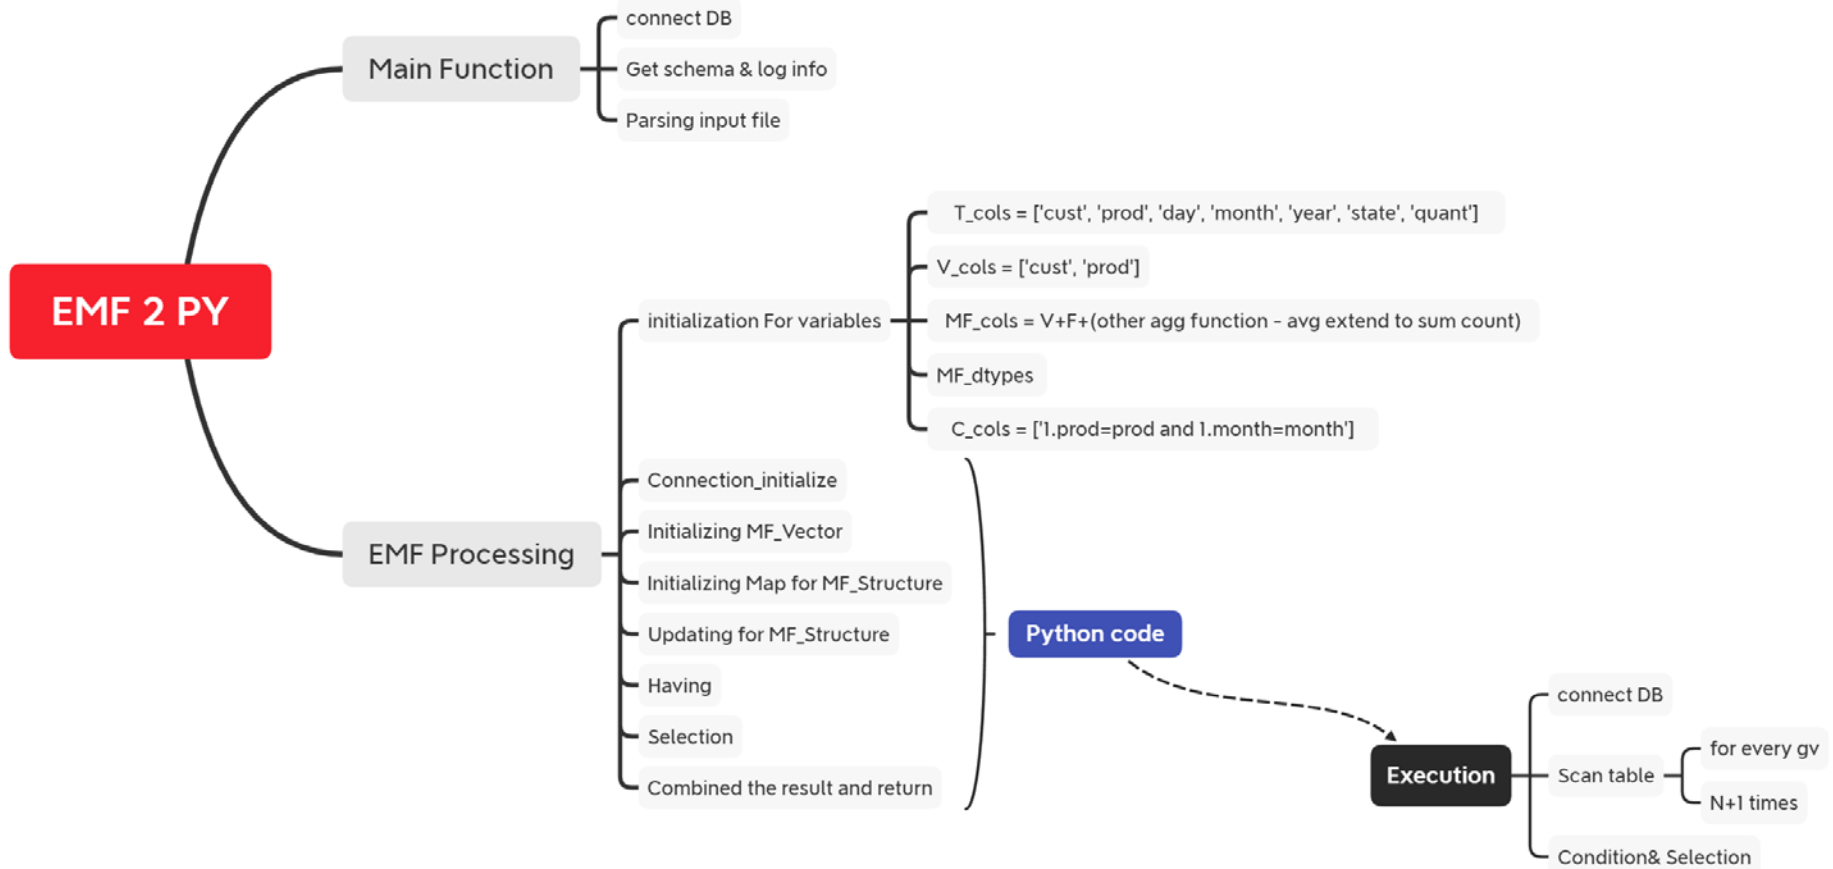 EMF 2 PY
Main Function
connect DB
Get schema & log info
Parsing input file
EMF Processing
initialization For variables
T_cols = ['cust', 'prod', 'day', 'month', 'year', 'state', 'quant']
V_cols = ['cust', 'prod']
MF_cols = V+F+(other agg function - avg extend to sum count)
MF_dtypes
C_cols = ['1.prod=prod and 1.month=month']
Connection_initialize
Initializing MF_Vector
Initializing Map for MF_Structure
Updating for MF_Structure
Having
Selection
Combined the result and return
Python code
Execution
connect DB
Scan table
for every gv
N+1 times
Condition& Selection